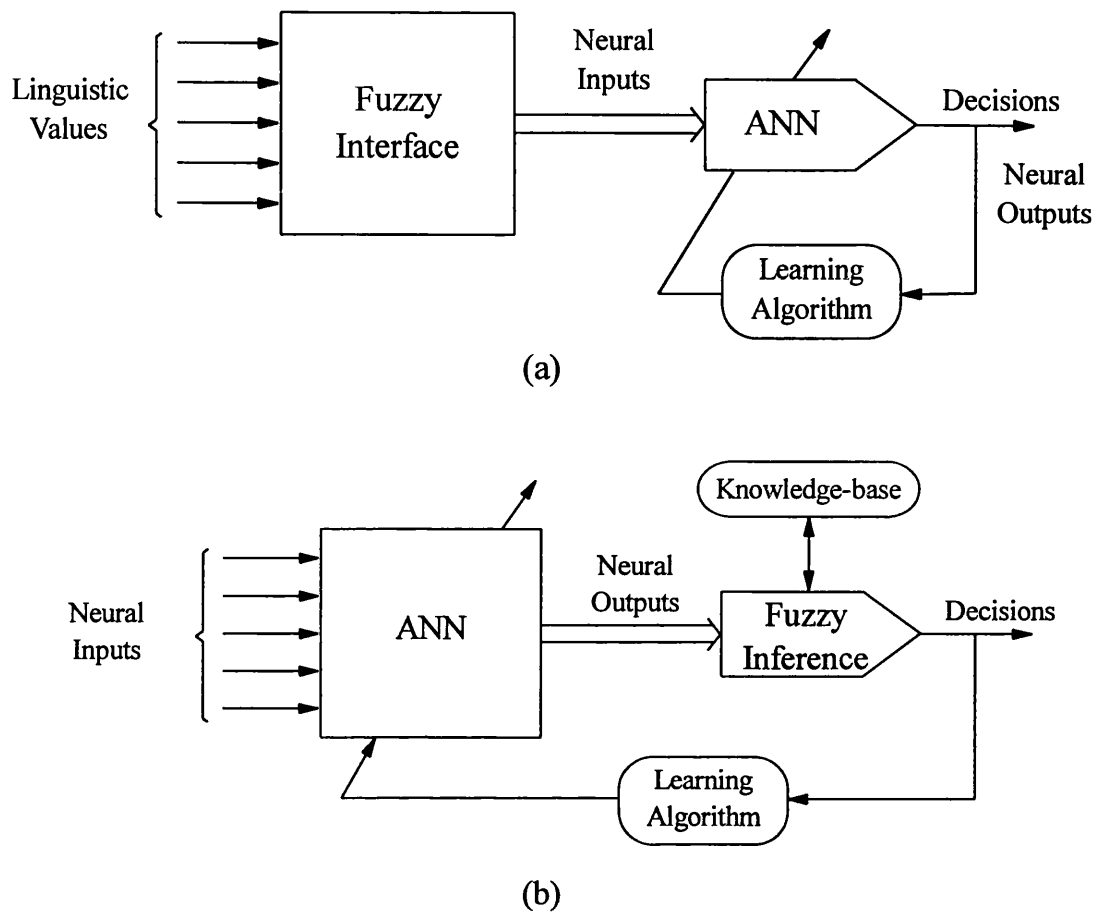 Linguistic
Values
Fuzzy
Interface
Neural
Inputs
ANN
Decisions
Neural
Outputs
Learning
Algorithm
(a)
Neural
Inputs
ANN
Neural
Outputs
Knowledge-base
Fuzzy
Inference
Decisions
Learning
Algorithm
(b)